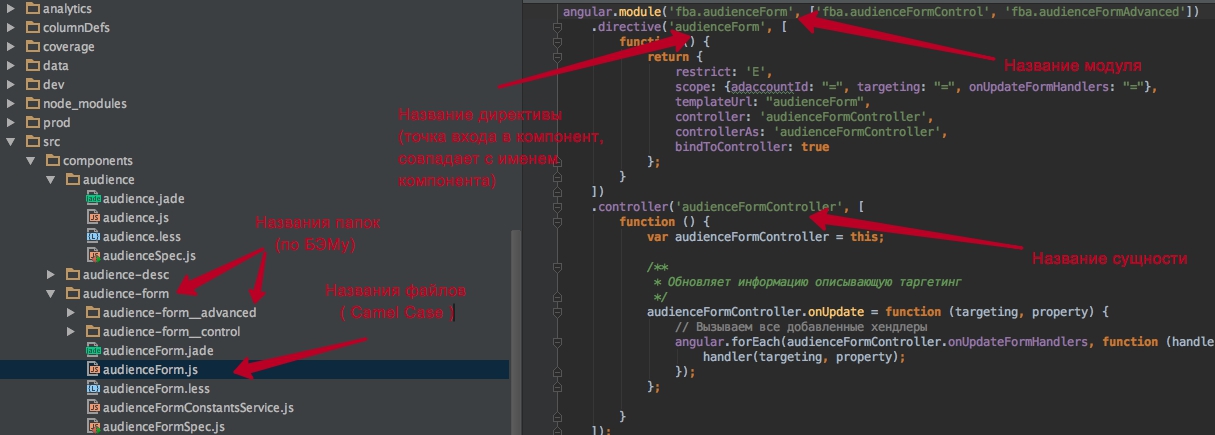 analytics
columnDefs
coverage
data
dev
node_modules
prod
src
components
audience
audience.jade
audience.js
audience.less
audienceSpec.js
audience-desc
audience-form
audience-form__advanced
audience-form__control
audienceForm.jade
audienceForm.js
audienceForm.less
audienceFormConstantsService.js
audienceFormSpec.js
Названия папок
(по БЭМу)
Названия файлов
( Camel Case )
Название директивы
(точка входа в компонент,
совпадает с именем
компонента)
angular.module('fba.audienceForm', ['fba.audienceFormControl', 'fba.audienceFormAdvanced'])
.directive('audienceForm', [
function () {
return {
restrict: 'E',
scope: {adaccountId: "=", targeting: "=", onUpdateFormHandlers: "="},
templateUrl: "audienceForm",
controller: 'audienceFormController',
controllerAs: 'audienceFormController',
bindToController: true
};
}
])
.controller('audienceFormController', [
function () {
var audienceFormController = this;
/**
* Обновляет информацию описывающую таргетинг
*/
audienceFormController.onUpdate = function (targeting, property) {
// Вызываем все добавленные хендлеры
angular.forEach(audienceFormController.onUpdateFormHandlers, function (handle
handler(targeting, property);
});
};
}
]);
Название модуля
Название сущности